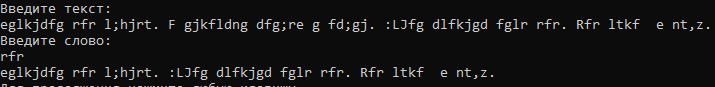 Введите текст:
eglkjdfg rfr l;hjrt. F gjkfldng dfg;re g fd;gj. :LJfg dlfkjgd fglr rfr. Rfr ltkf  e nt,z.
Введите слово:
rfr
eglkjdfg rfr l;hjrt. :LJfg dlfkjgd fglr rfr. Rfr ltkf  e nt,z.